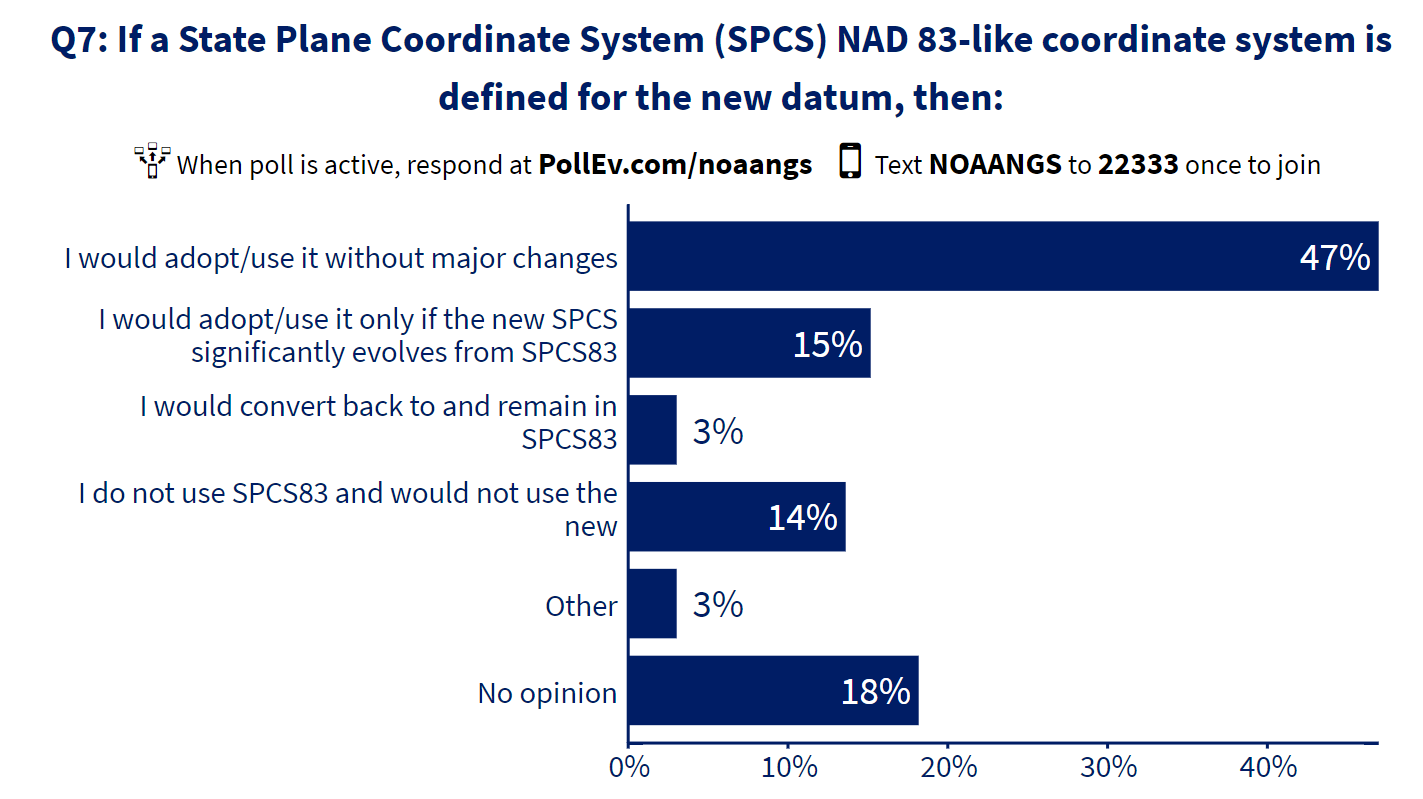 Q7: If a State Plane Coordinate System (SPCS) NAD 83-like coordinate system is
defined for the new datum, then:
When poll is active, respond at PollEv.com/noaangs Text NOAANGS to 22333 once to join
I would adopt/use it without major changes 47%
I would adopt/use it only if the new SPCS
significantly evolves from SPCS83 15%
I would convert back to and remain in
SPCS83 3%
I do not use SPCS83 and would not use the
new 14%
Other 3%
No opinion 18%
0% 10% 20% 30% 40%